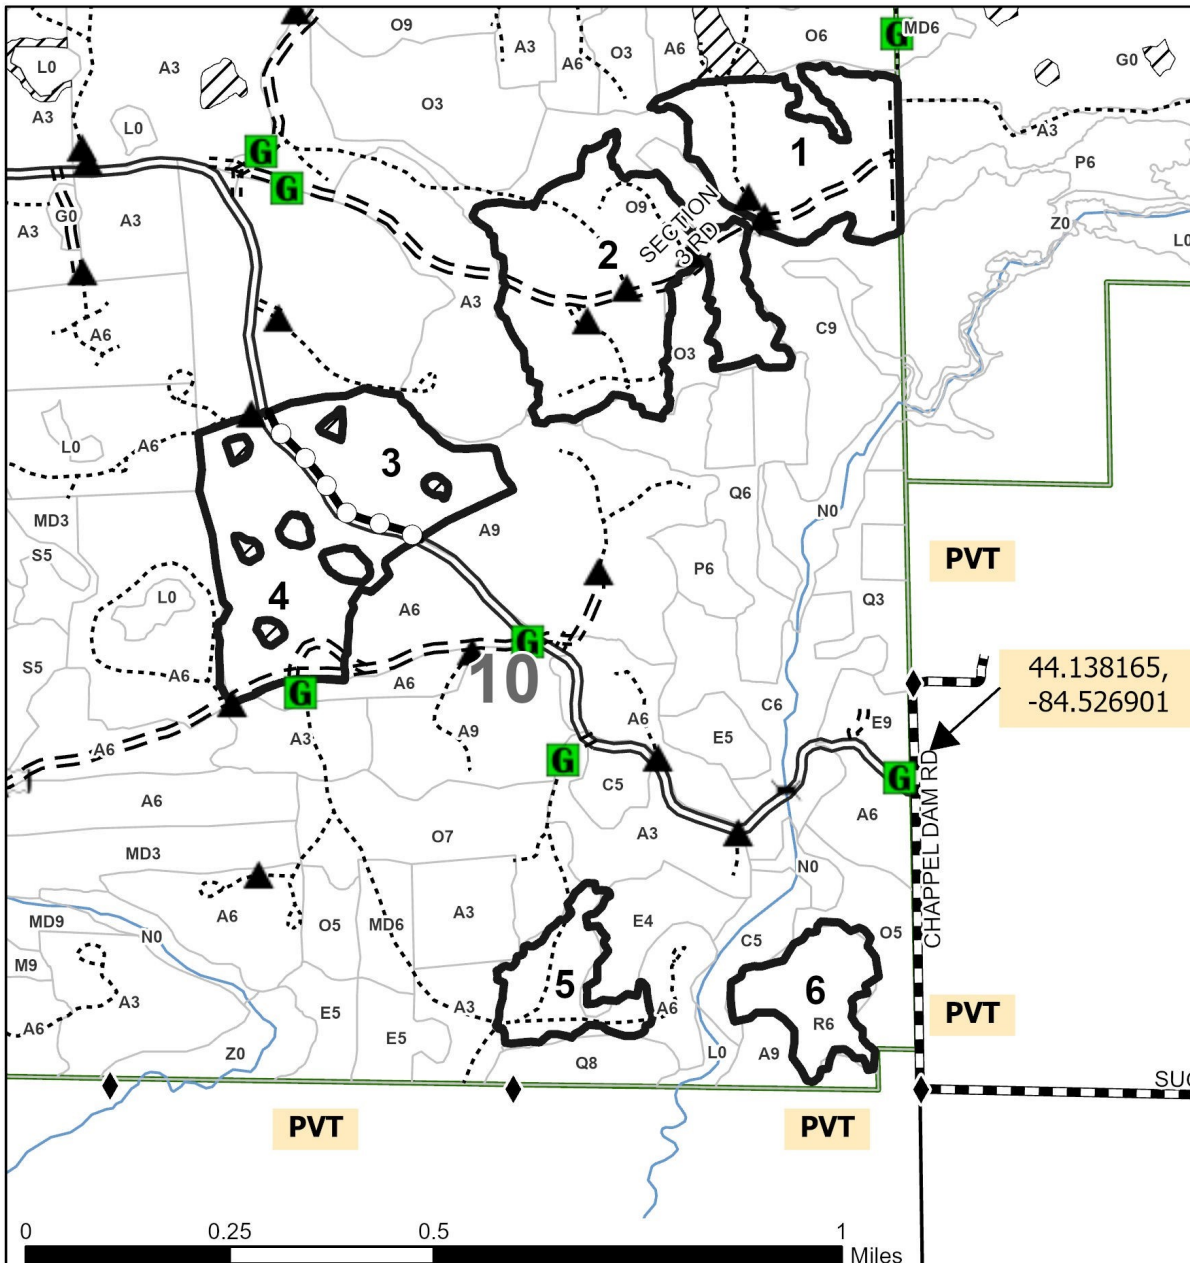 O9
A3
A6
O3
A6
O6
G
MD6
G0
L0
A3
A3
L0
O3
A3
P6
G
G
1
Z0
L0
G0
A3
A3
O9
SECTION
3 RD
2
A3
A6
O3
C9
L0
A6
3
MD3
S5
A9
Q6
N0
P6
PVT
L0
4
A6
Q3
S5
A6
G
10
A6
G
A3
A9
A6
C6
E5
E9
44.138165,
-84.526901
A6
G
C5
G
CHAPPEL DAM RD
A6
O7
A3
A6
MD3
N0
MD9
N0
A6
O5
MD6
A3
E4
C5
O5
M9
A3
A6
E5
E5
A3
5
A6
6
R6
PVT
Z0
Q8
L0
A9
SUG
PVT
PVT
0
0.25
0.5
1
Miles